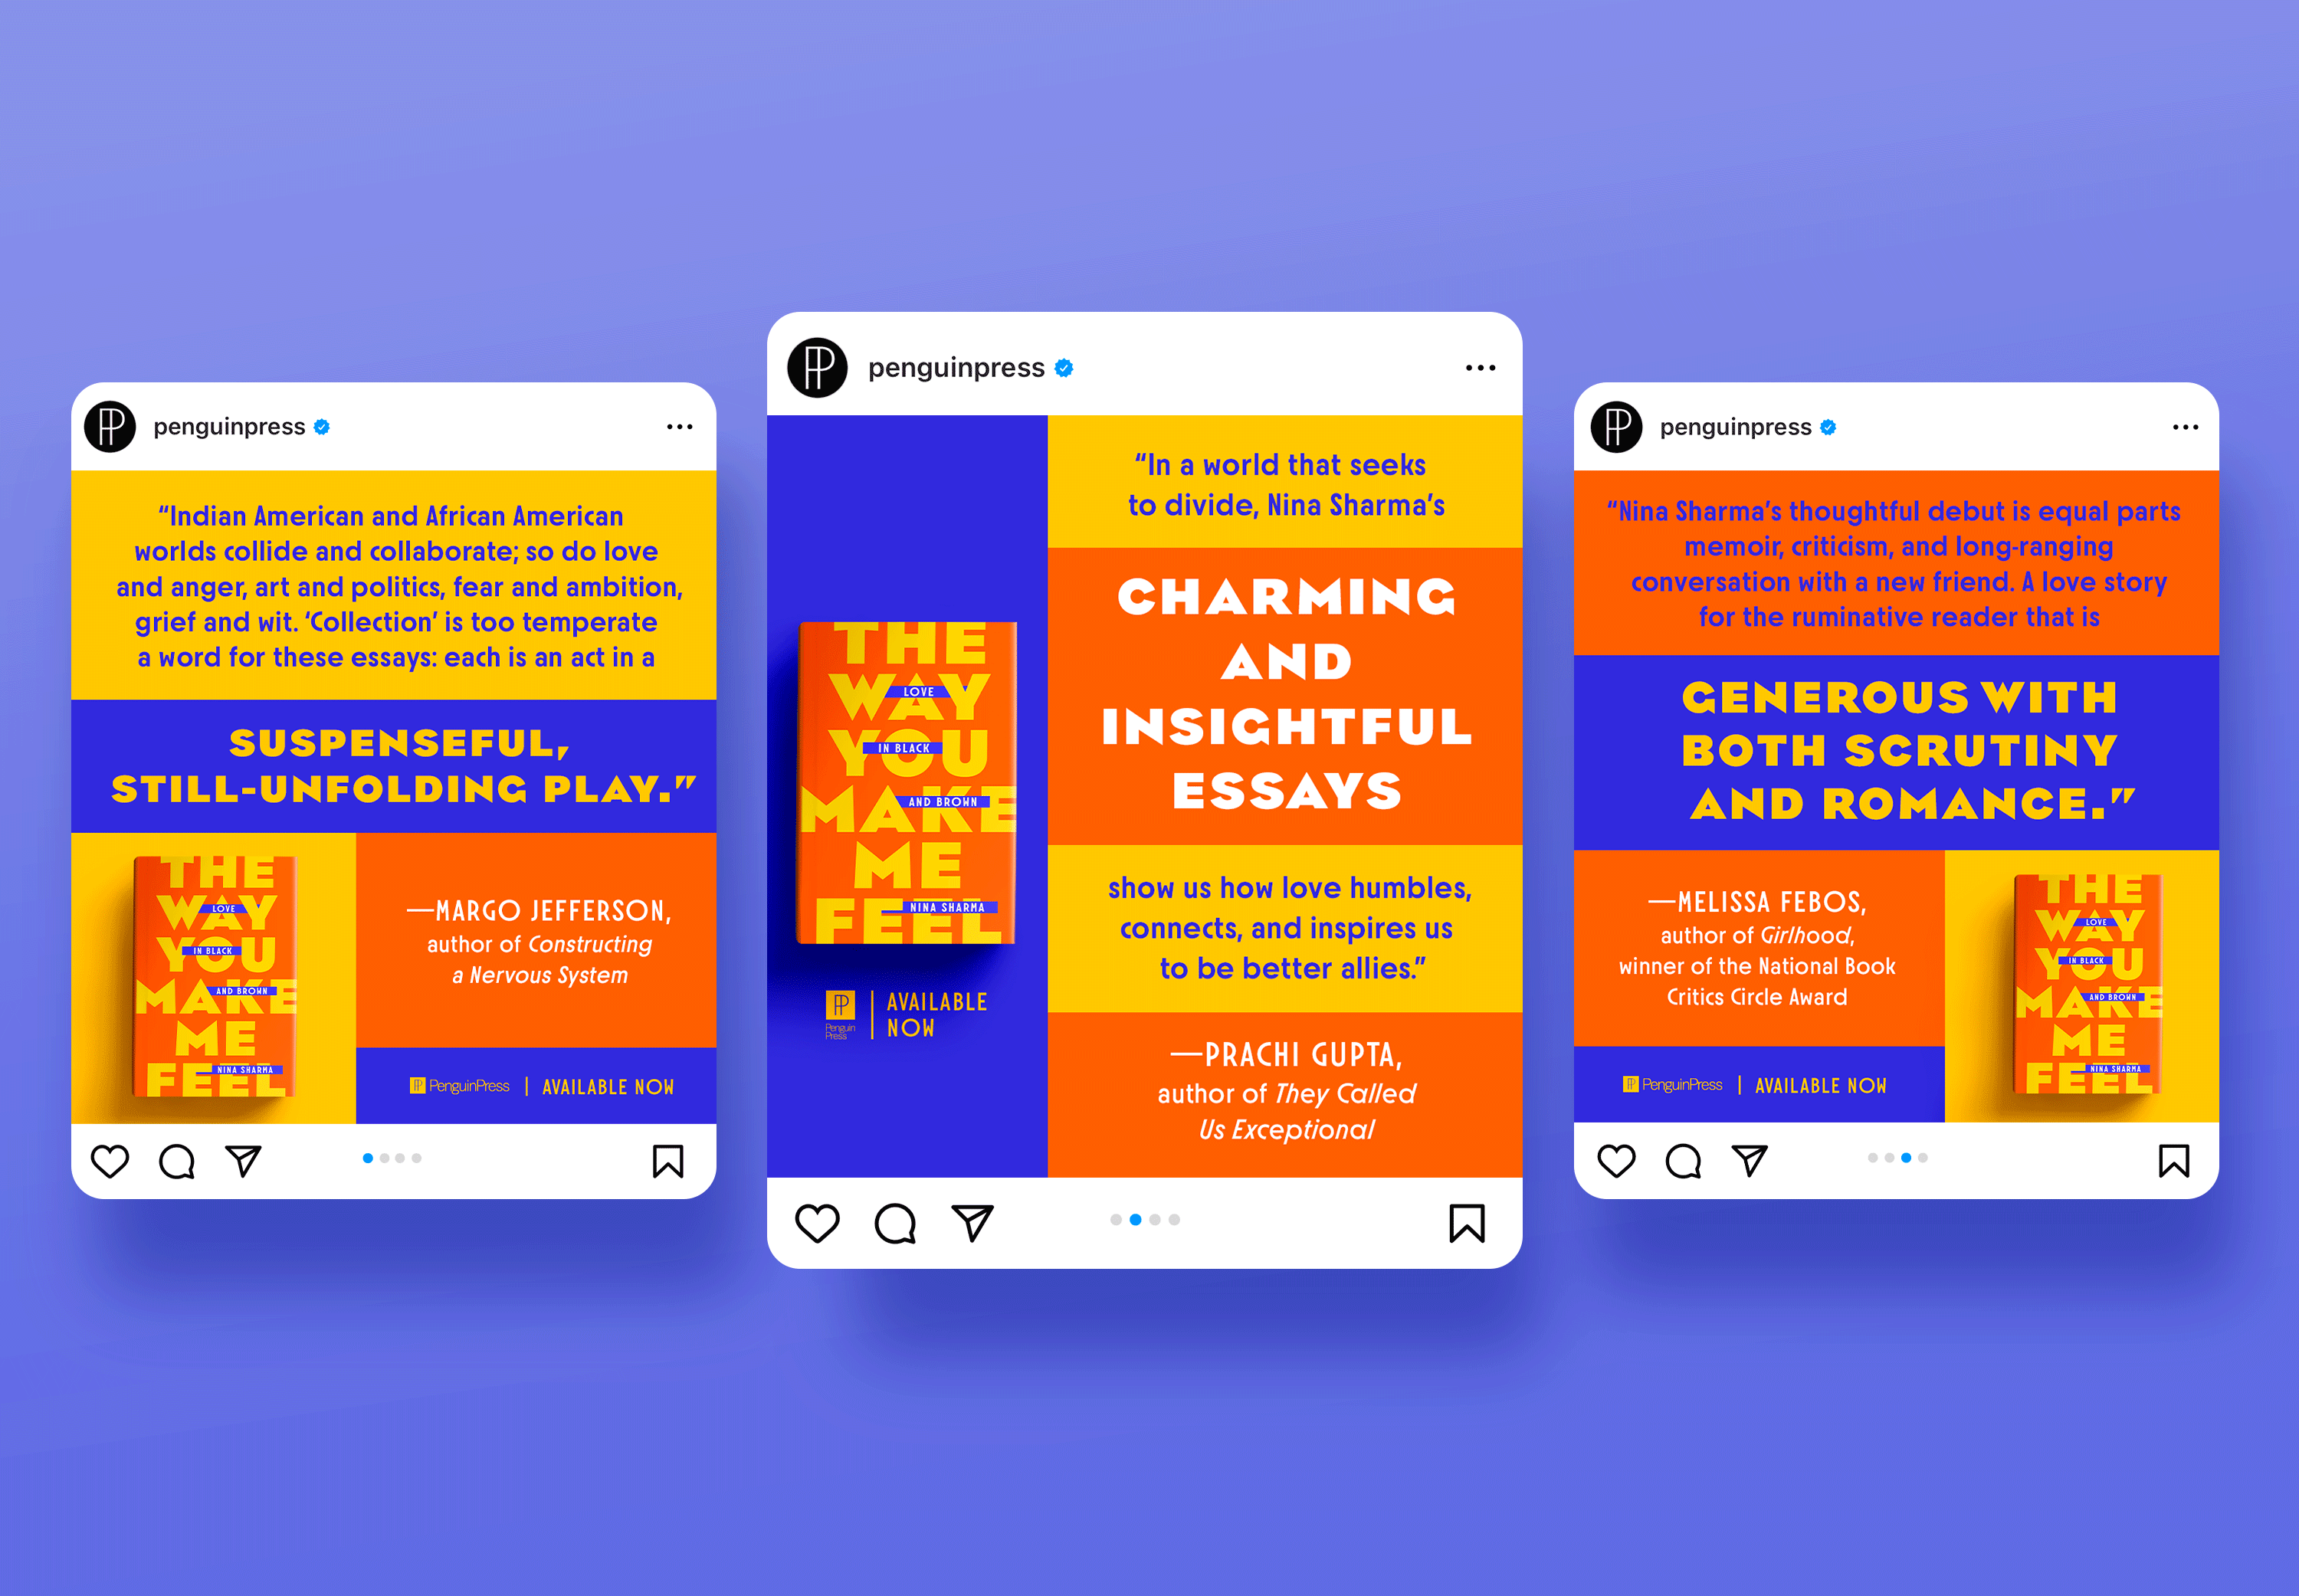 penguinpress
“Indian American and African American
worlds collide and collaborate; so do love
and anger, art and politics, fear and ambition,
grief and wit. ‘Collection’ is too temperate
a word for these essays: each is an act in a
SUSPENSEFUL,
STILL-UNFOLDING PLAY.”
THE
WAY
LOVE
YOU
IN BLACK
MAKE
AND BROWN
ME
FEEL
NINA SHARMA
—MARGO JEFFERSON,
author of Constructing
a Nervous System
PenguinPress | AVAILABLE NOW
penguinpress
THE
WAY
LOVE
YOU
IN BLACK
MAKE
AND BROWN
ME
FEEL
NINA SHARMA
Penguin
Press
AVAILABLE
NOW
“In a world that seeks
to divide, Nina Sharma’s
CHARMING
AND
INSIGHTFUL
ESSAYS
show us how love humbles,
connects, and inspires us
to be better allies.”
—PRACHI GUPTA,
author of They Called
Us Exceptional
penguinpress
“Nina Sharma’s thoughtful debut is equal parts
memoir, criticism, and long-ranging
conversation with a new friend. A love story
for the ruminative reader that is
GENEROUS WITH
BOTH SCRUTINY
AND ROMANCE.”
—MELISSA FEBOS,
author of Girlhood,
winner of the National Book
Critics Circle Award
PenguinPress | AVAILABLE NOW
THE
WAY
LOVE
YOU
IN BLACK
MAKE
AND BROWN
ME
FEEL
NINA SHARMA